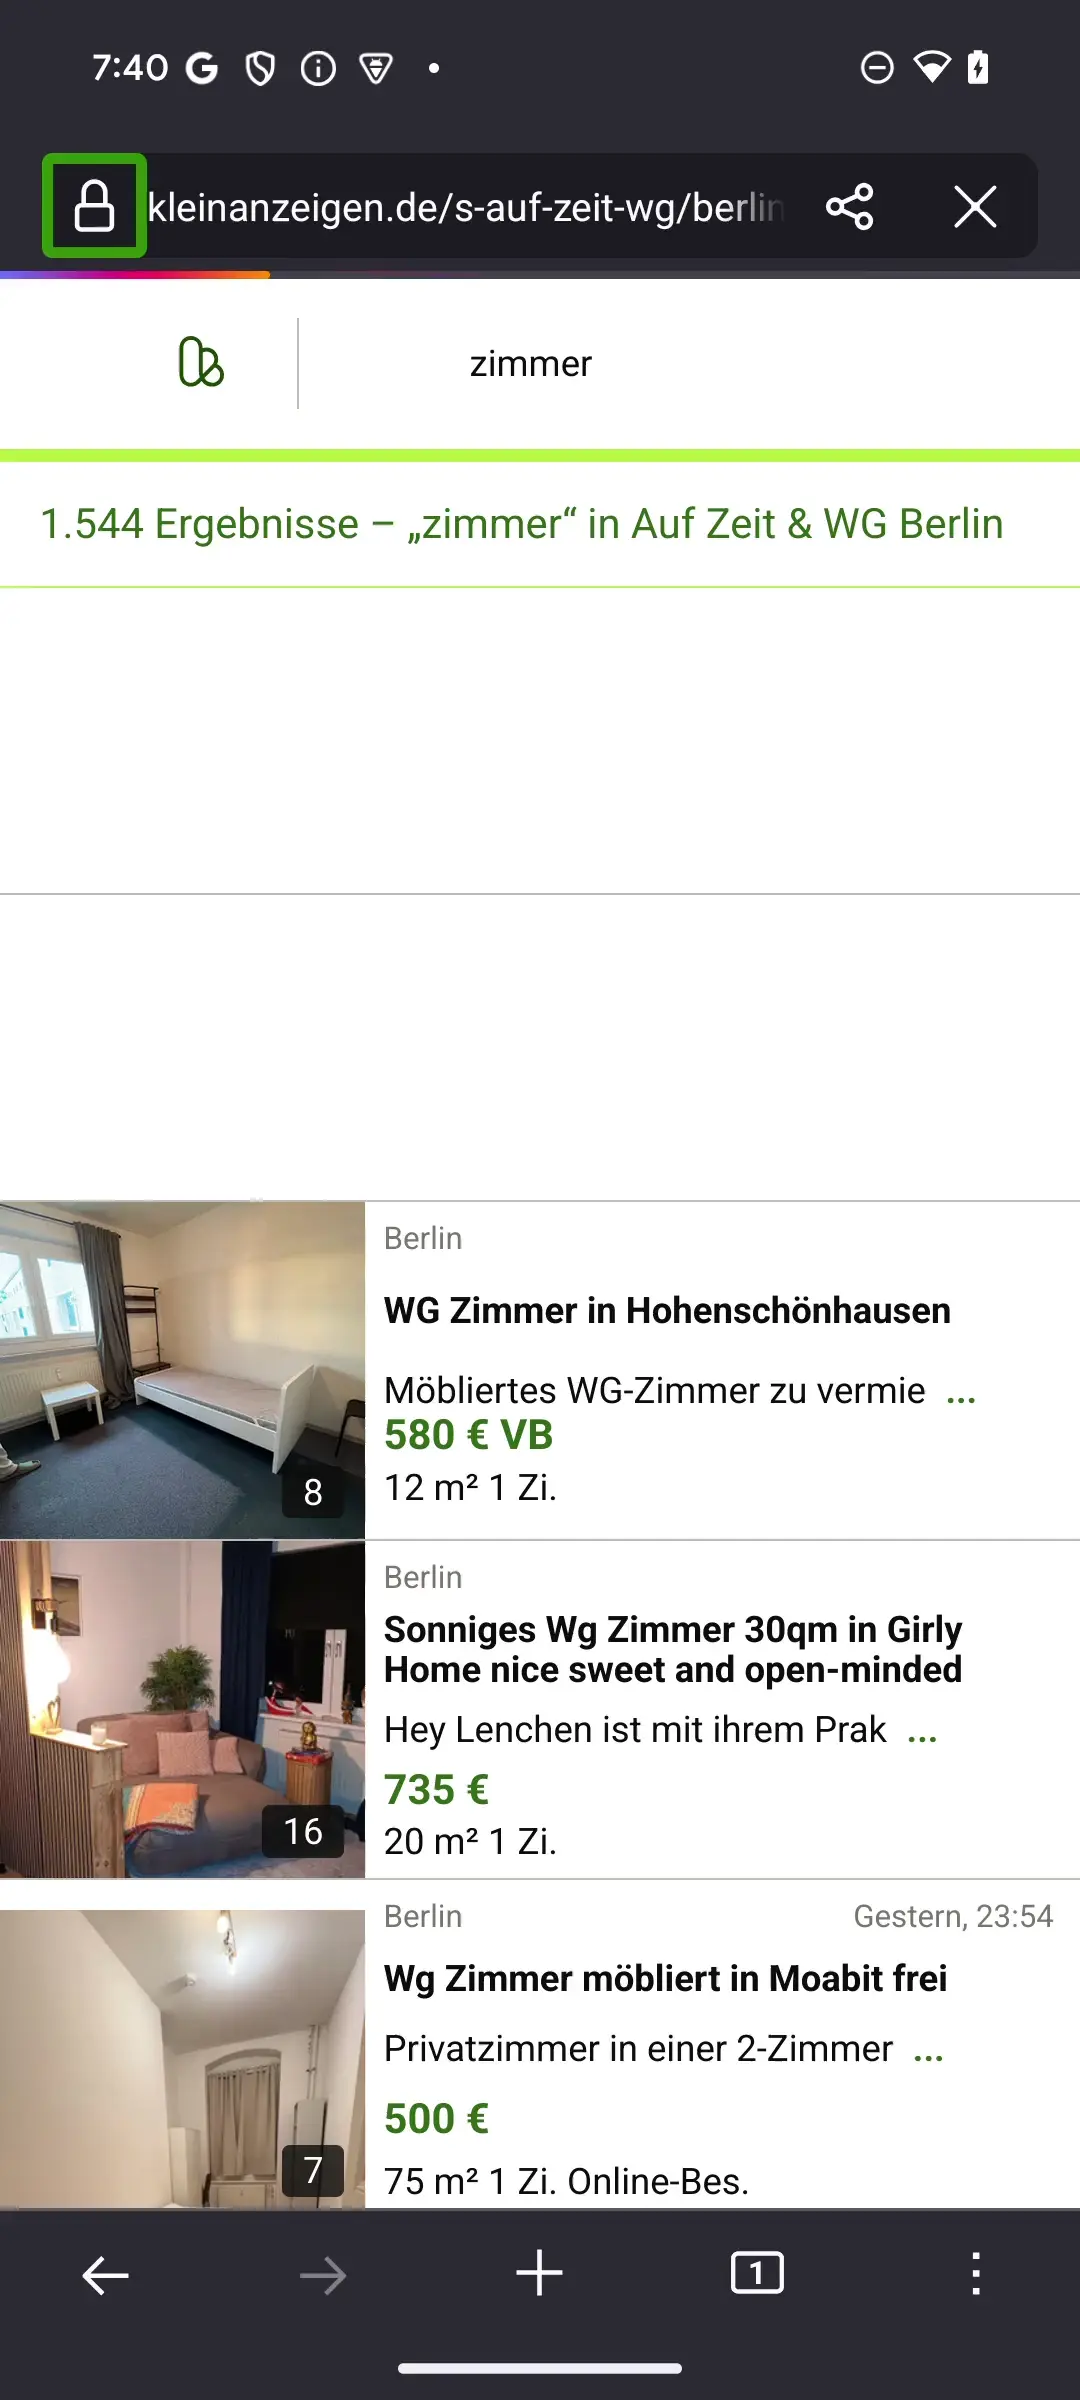 7:40
kleinanzeigen.de/s-auf-zeit-wg/berlin
zimmer
1.544 Ergebnisse – „zimmer“ in Auf Zeit & WG Berlin
Berlin
WG Zimmer in Hohenschönhausen
Möbliertes WG-Zimmer zu vermie ...
580 € VB
12 m² 1 Zi.
8
Berlin
Sonniges Wg Zimmer 30qm in Girly
Home nice sweet and open-minded
Hey Lenchen ist mit ihrem Prak ...
735 €
20 m² 1 Zi.
16
Berlin
Gestern, 23:54
Wg Zimmer möbliert in Moabit frei
Privatzimmer in einer 2-Zimmer ...
500 €
75 m² 1 Zi. Online-Bes.
7
1